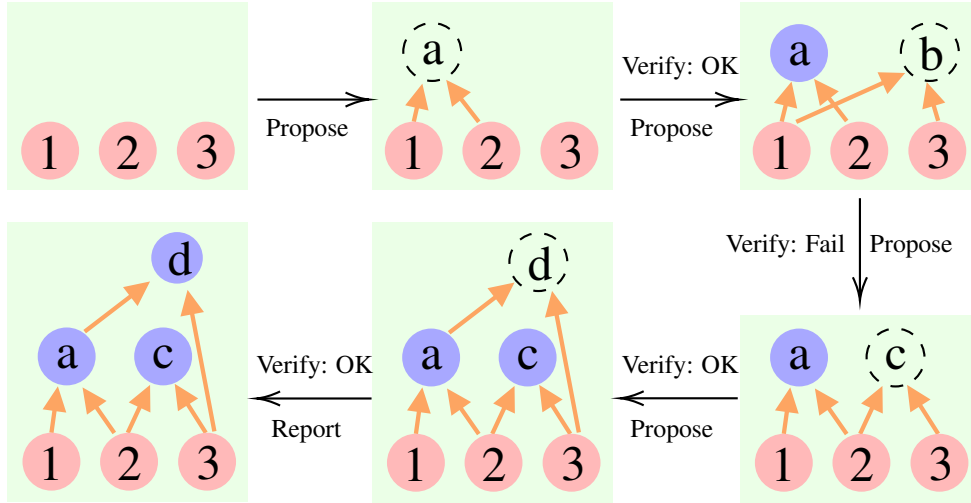 1 2 3
Propose
a
1 2 3
Verify: OK
Propose
a b
1 2 3
Verify: Fail Propose
a c
1 2 3
Verify: OK
Propose
d
a c
1 2 3
Verify: OK
Report
d
a c
1 2 3